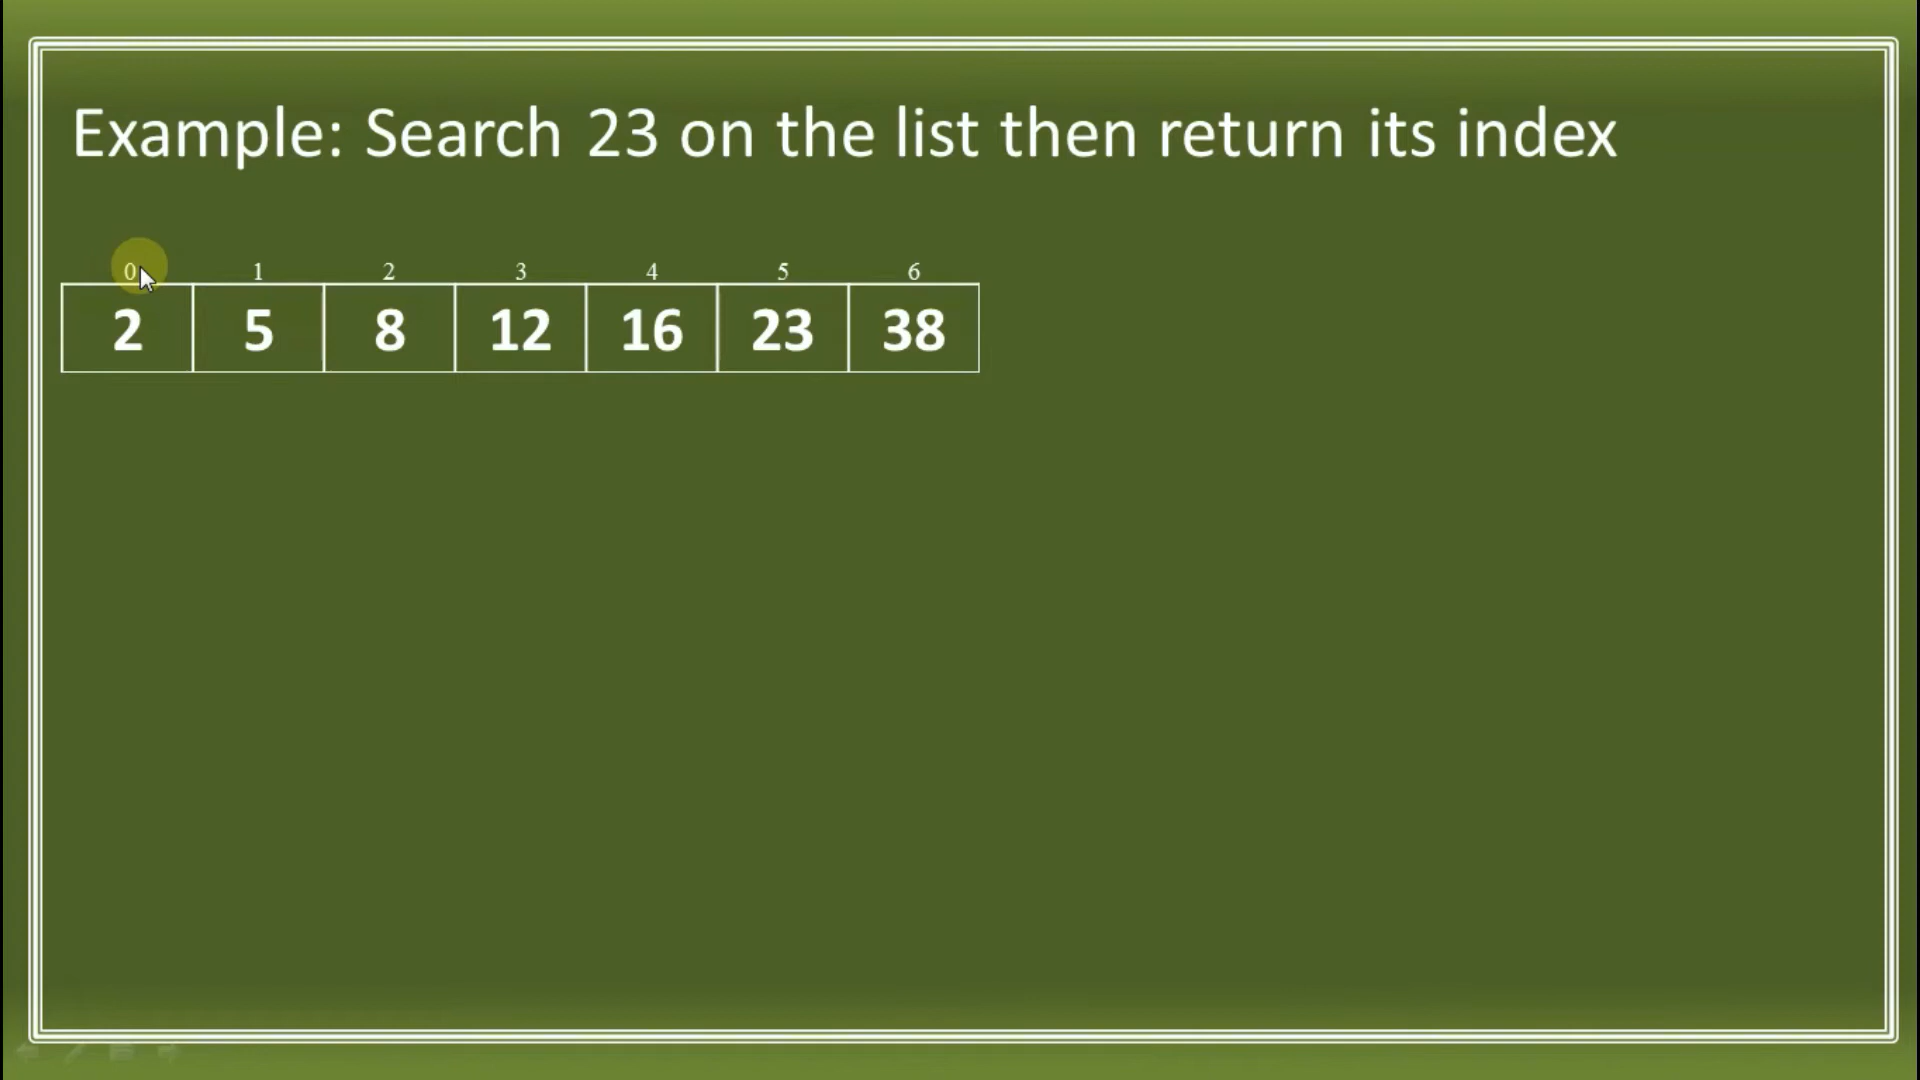 Example: Search 23 on the list then return its index
0 1 2 3 4 5 6
2 5 8 12 16 23 38